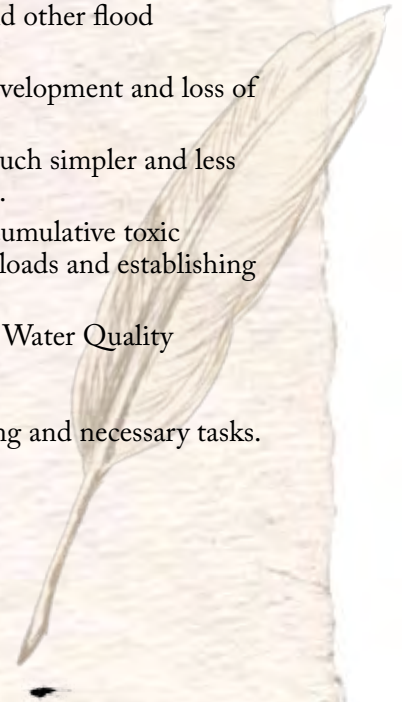 d other flood
velopment and loss of
uch simpler and less
.
umulative toxic
loads and establishing
Water Quality
ng and necessary tasks.